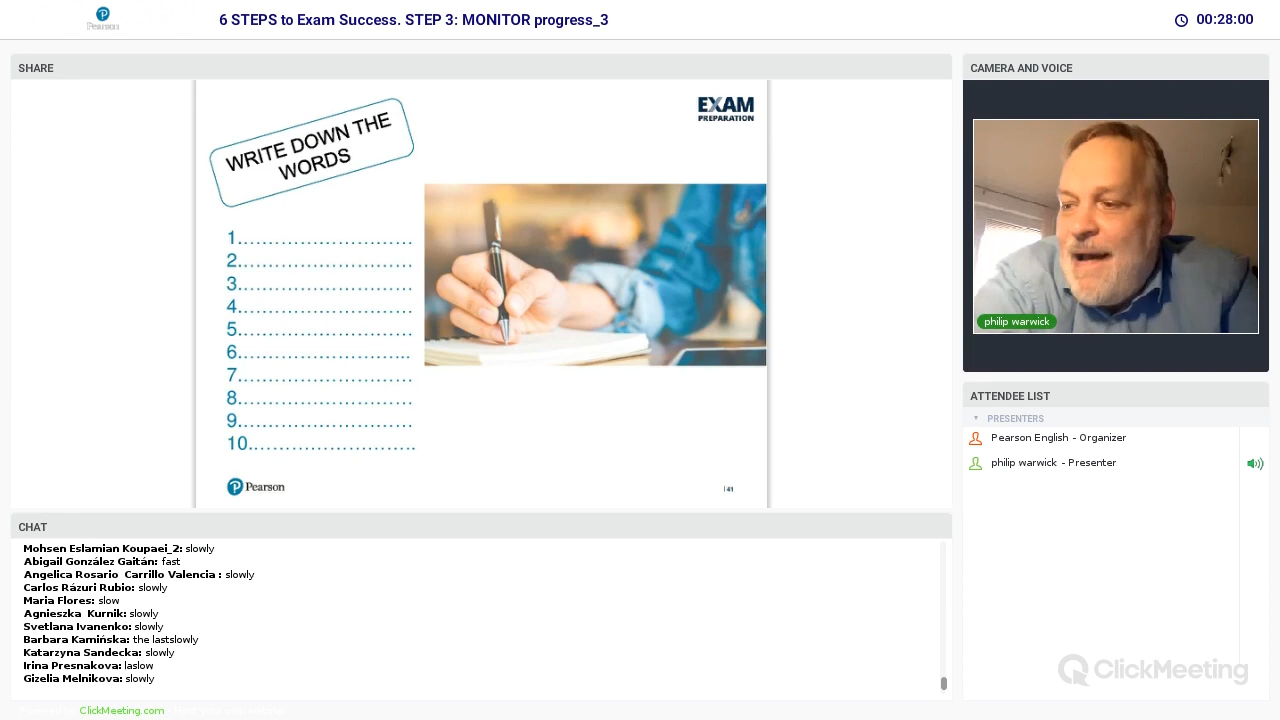 Pearson
6 STEPS to Exam Success. STEP 3: MONITOR progress_3
00:28:00
SHARE
WRITE DOWN THE
WORDS
EXAM
PREPARATION
1.............................
2.............................
3.............................
4.............................
5.............................
6.............................
7.............................
8.............................
9.............................
10...........................
Pearson
41
CAMERA AND VOICE
philip warwick
ATTENDEE LIST
PRESENTERS
Pearson English - Organizer
philip warwick - Presenter
CHAT
Mohsen Eslamian Koupaei_2: slowly
Abigail González Gaitán: fast
Angelica Rosario Carrillo Valencia : slowly
Carlos Rázuri Rubio: slowly
Maria Flores: slow
Agnieszka Kurnik: slowly
Svetlana Ivanenko: slowly
Barbara Kamińska: the lastslowly
Katarzyna Sandecka: slowly
Irina Presnakova: laslow
Gizelia Melnikova: slowly
ClickMeeting
ClickMeeting.com